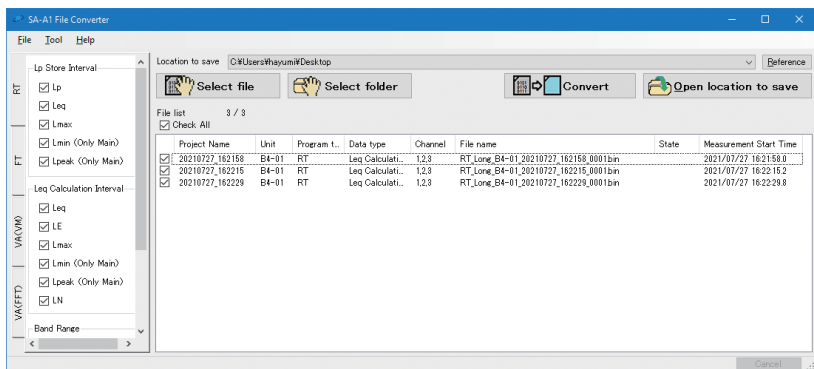 SA-A1 File Converter
File Tool Help
Location to save C:¥Users¥hayumi¥Desktop Reference
Select file Select folder Convert Open location to save
File list 3 / 3
Check All
Project Name Unit Program t... Data type Channel File name State Measurement Start Time
20210727_162158 B4-01 RT Leq Calculati... 1,2,3 RT_Long_B4-01_20210727_162158_0001.bin 2021/07/27 16:21:58.0
20210727_162215 B4-01 RT Leq Calculati... 1,2,3 RT_Long_B4-01_20210727_162215_0001.bin 2021/07/27 16:22:15.2
20210727_162229 B4-01 RT Leq Calculati... 1,2,3 RT_Long_B4-01_20210727_162229_0001.bin 2021/07/27 16:22:29.8
RT
FT
VA(VM)
VA(FFT)
Lp Store Interval
Lp
Leq
Lmax
Lmin (Only Main)
Lpeak (Only Main)
Leq Calculation Interval
Leq
LE
Lmax
Lmin (Only Main)
Lpeak (Only Main)
LN
Band Range
Cancel